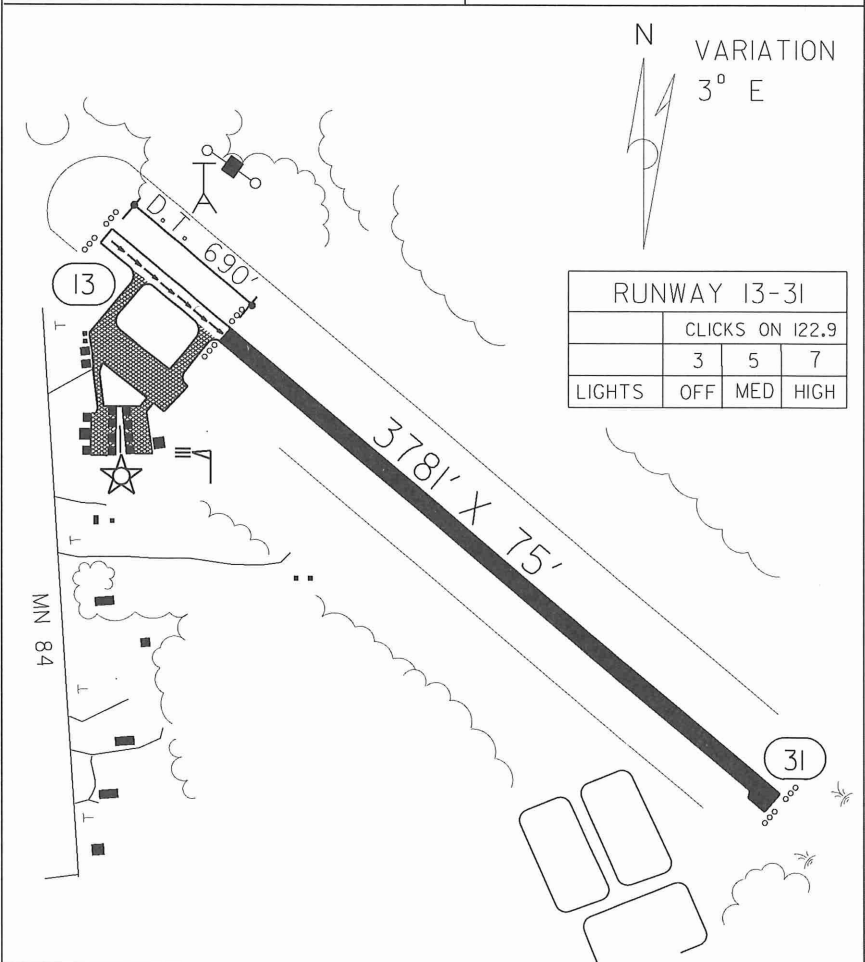 N
VARIATION
3° E
D.T. 690'
13
RUNWAY 13-31
CLICKS ON 122.9
3 5 7
LIGHTS OFF MED HIGH
3781' X 75'
T
T
MN 84
T
T
31